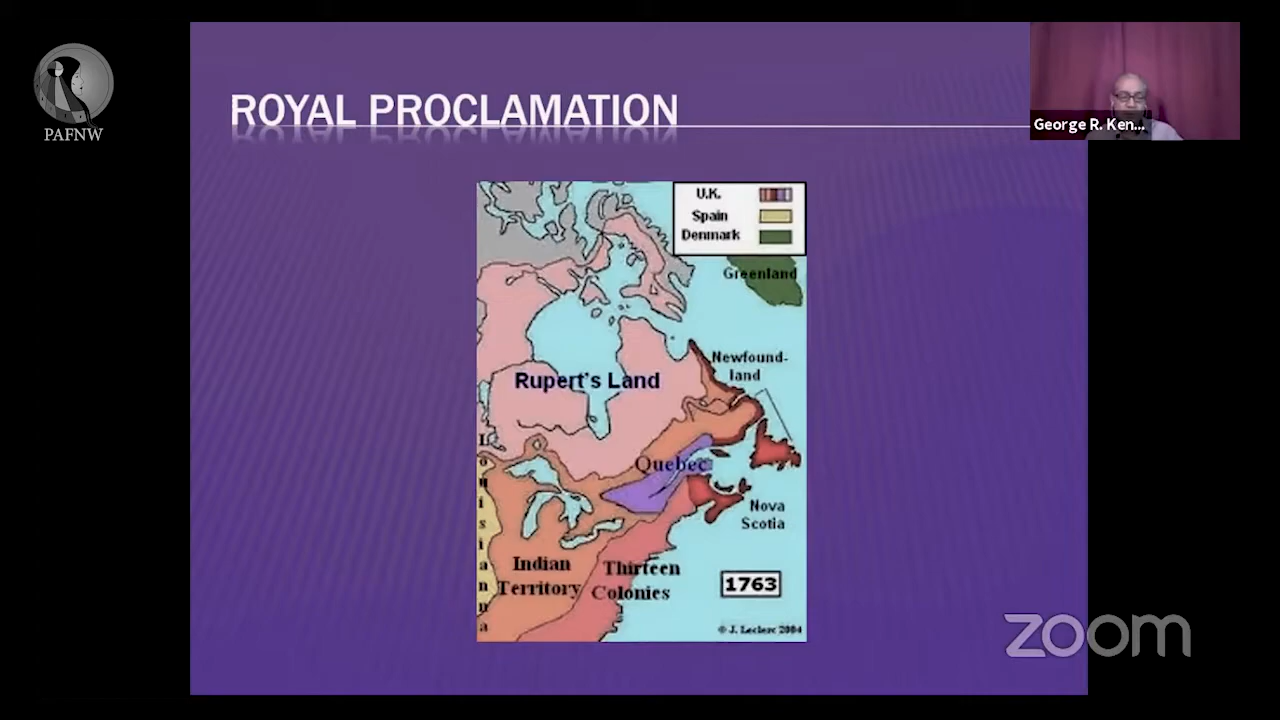 PAFNW
ROYAL PROCLAMATION
George R. Ken...
U.K.
Spain
Denmark
Greenland
Newfound-
land
Rupert's Land
Quebec
Nova
Scotia
Louisianna
Indian
Territory
Thirteen
Colonies
1763
© J. Leclerc 2004
zoom